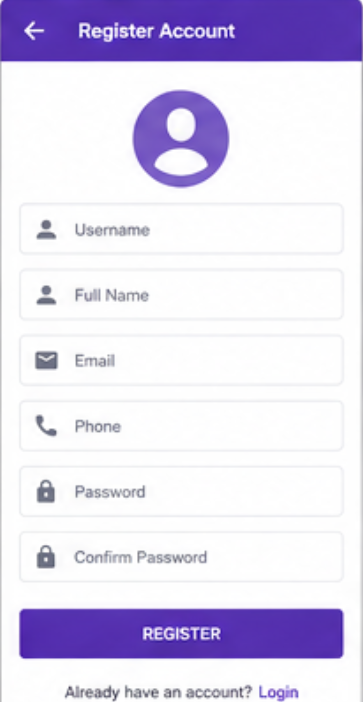 Register Account
Username
Full Name
Email
Phone
Password
Confirm Password
REGISTER
Already have an account? Login